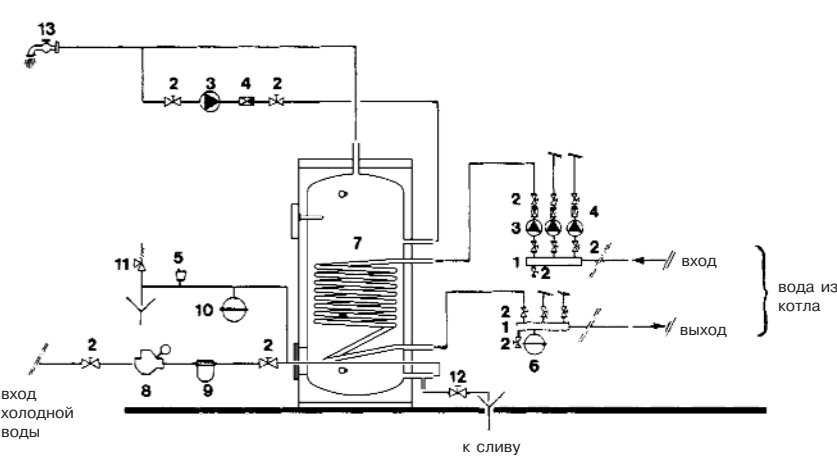 13
2 3 4 2
2
3 4
7
1 2 2 вход
11 5
10
вода из
котла
2
1 выход
2
6
2 8 9 2
12
вход
холодной
воды
к сливу